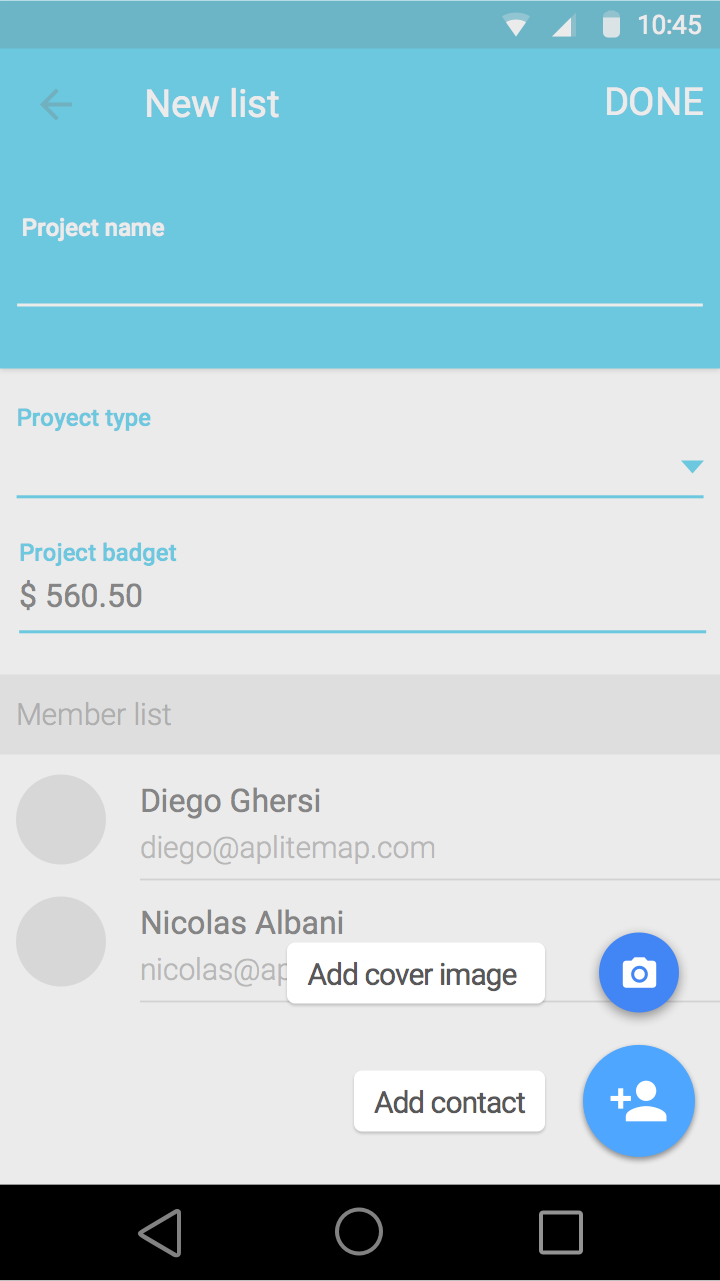 10:45
New list
DONE
Project name
Proyect type
Project budget
$ 560.50
Member list
Diego Ghersi
diego@aplitemap.com
Nicolas Albani
nicolas@ap
Add cover image
Add contact